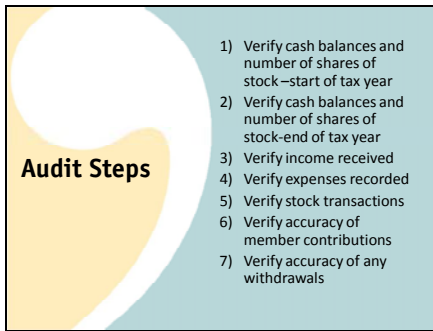 Audit Steps
1) Verify cash balances and
number of shares of
stock –start of tax year
2) Verify cash balances and
number of shares of
stock-end of tax year
3) Verify income received
4) Verify expenses recorded
5) Verify stock transactions
6) Verify accuracy of
member contributions
7) Verify accuracy of any
withdrawals